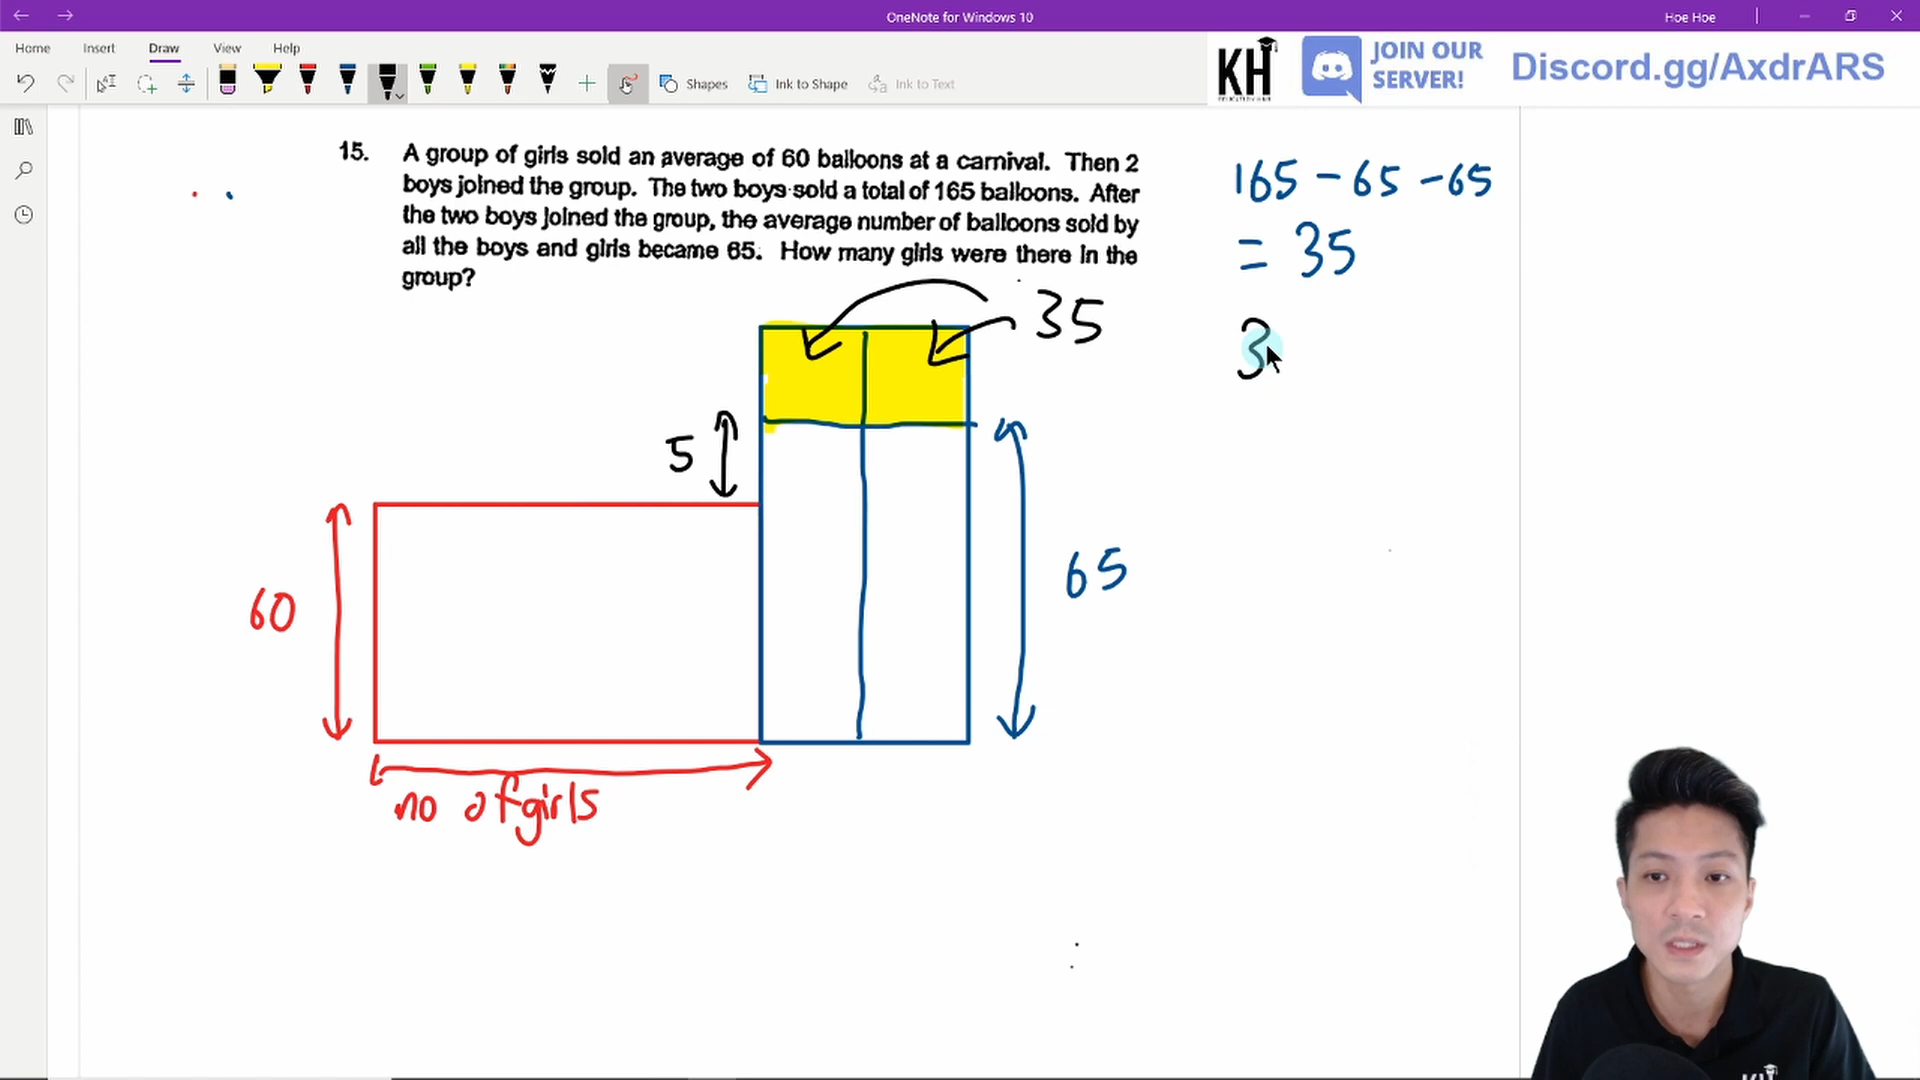 OneNote for Windows 10
Hoe Hoe
Home Insert Draw View Help
Shapes Ink to Shape Ink to Text
KH
JOIN OUR
SERVER!
Discord.gg/AxdrARS
15. A group of girls sold an average of 60 balloons at a carnival. Then 2
boys joined the group. The two boys sold a total of 165 balloons. After
the two boys joined the group, the average number of balloons sold by
all the boys and girls became 65. How many girls were there in the
group?
165 - 65 - 65
= 35
3
35
5
60
65
no of girls
KH